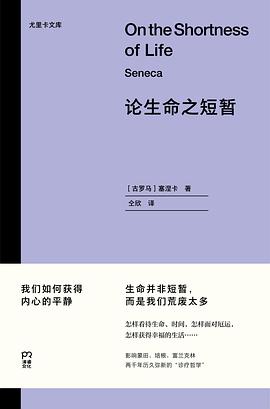 尤里卡文库
On the Shortness
of Life
Seneca
论生命之短暂
［古罗马］塞涅卡 著
仝欣 译
我们如何获得
内心的平静
生命并非短暂，
而是我们荒废太多
怎样看待生命、时间，怎样面对厄运，
怎样获得幸福的生活……
影响蒙田、培根、富兰克林
两千年历久弥新的“诊疗哲学”
浦睿
文化